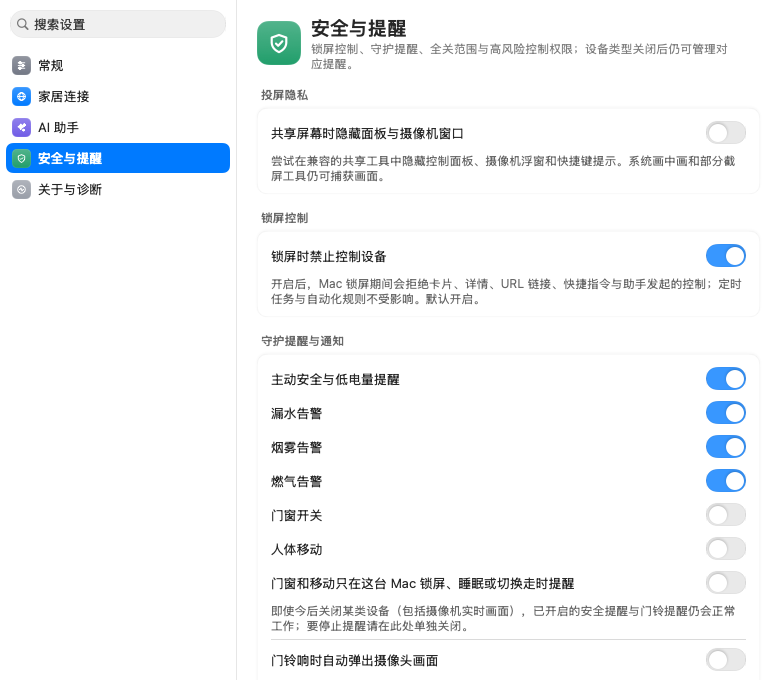 搜索设置
常规
家居连接
AI 助手
安全与提醒
关于与诊断
安全与提醒
锁屏控制、守护提醒、全关范围与高风险控制权限；设备类型关闭后仍可管理对
应提醒。
投屏隐私
共享屏幕时隐藏面板与摄像机窗口
尝试在兼容的共享工具中隐藏控制面板、摄像机浮窗和快捷键提示。系统画中画和部分截
屏工具仍可捕获画面。
锁屏控制
锁屏时禁止控制设备
开启后，Mac 锁屏期间会拒绝卡片、详情、URL 链接、快捷指令与助手发起的控制；定时
任务与自动化规则不受影响。默认开启。
守护提醒与通知
主动安全与低电量提醒
漏水告警
烟雾告警
燃气告警
门窗开关
人体移动
门窗和移动只在这台 Mac 锁屏、睡眠或切换走时提醒
即使今后关闭某类设备（包括摄像机实时画面），已开启的安全提醒与门铃提醒仍会正常
工作；要停止提醒请在此处单独关闭。
门铃响时自动弹出摄像头画面